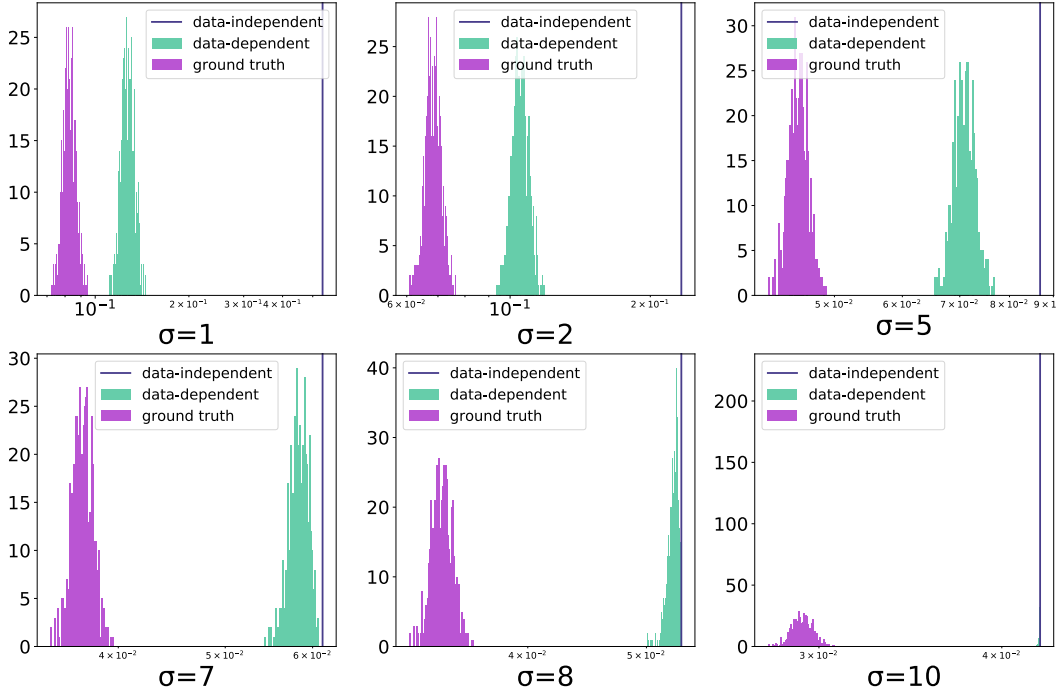 data-independent
data-dependent
ground truth
25
20
15
10
5
0
10⁻¹ 2×10⁻¹ 3×10⁻¹ 4×10⁻¹
σ=1
data-independent
data-dependent
ground truth
25
20
15
10
5
0
6×10⁻² 10⁻¹ 2×10⁻¹
σ=2
data-independent
data-dependent
ground truth
30
25
20
15
10
5
0
5×10⁻² 6×10⁻² 7×10⁻² 8×10⁻² 9×1
σ=5
data-independent
data-dependent
ground truth
30
25
20
15
10
5
0
4×10⁻² 5×10⁻² 6×10⁻²
σ=7
data-independent
data-dependent
ground truth
40
30
20
10
0
4×10⁻² 5×10⁻²
σ=8
data-independent
data-dependent
ground truth
200
150
100
50
0
3×10⁻² 4×10⁻²
σ=10